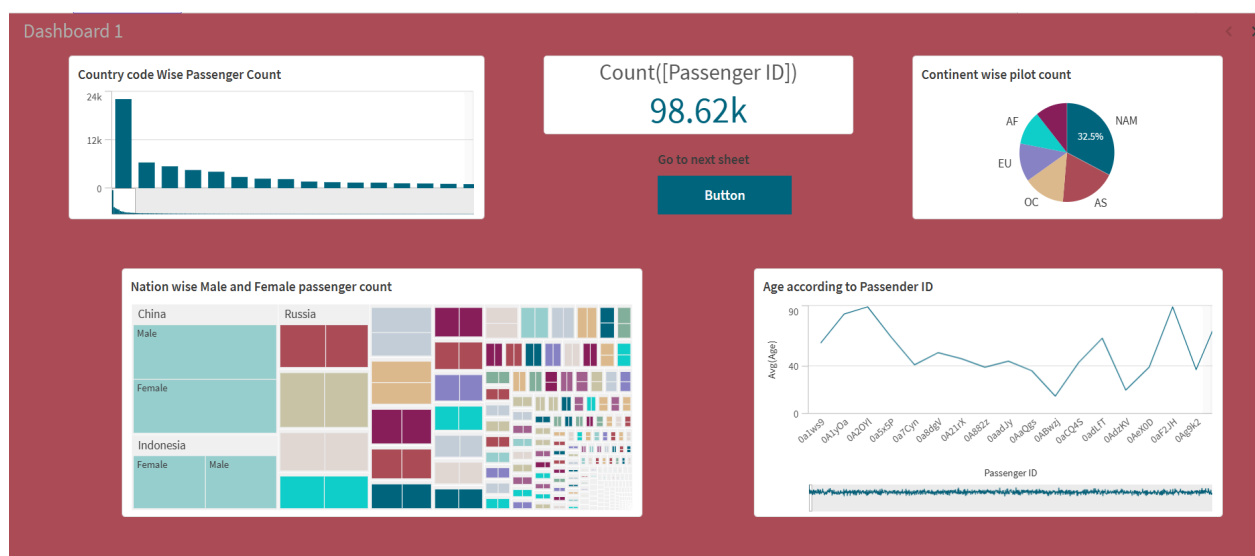 Dashboard 1
Country code Wise Passenger Count
24k
12k
0
Count([Passenger ID])
98.62k
Go to next sheet
Button
Continent wise pilot count
AF
NAM
32.5%
EU
OC
AS
Nation wise Male and Female passenger count
China
Russia
Male
Female
Indonesia
Female
Male
Age according to Passender ID
90
Avg(Age)
40
0
0a1ws9
0A1yOa
0A2OYi
0a5x5P
0a7Cyn
0a8dgV
0A21rX
0A882z
0aadJy
0AaQgs
0ABwzj
0aCQ4S
0adLfT
0AdzKV
0AeX0D
0aF2JH
0Ag9k2
Passenger ID